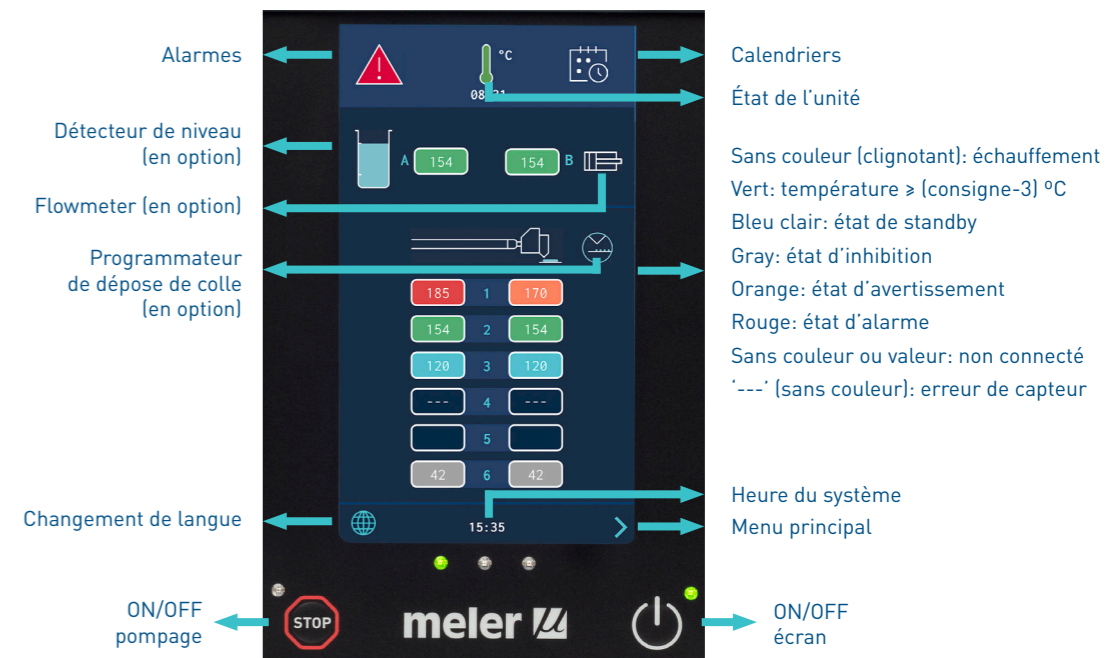 Alarmes
Détecteur de niveau
(en option)
Flowmeter (en option)
Programmateur
de dépose de colle
(en option)
Changement de langue
ON/OFF
pompage
°C
A 154 154 B
185 1 170
154 2 154
120 3 120
--- 4 ---
5
42 6 42
15:35
STOP
meler
Calendriers
État de l’unité
Sans couleur (clignotant): échauffement
Vert: température ≥ (consigne-3) ºC
Bleu clair: état de standby
Gray: état d’inhibition
Orange: état d’avertissement
Rouge: état d’alarme
Sans couleur ou valeur: non connecté
‘---’ (sans couleur): erreur de capteur
Heure du système
Menu principal
ON/OFF
écran